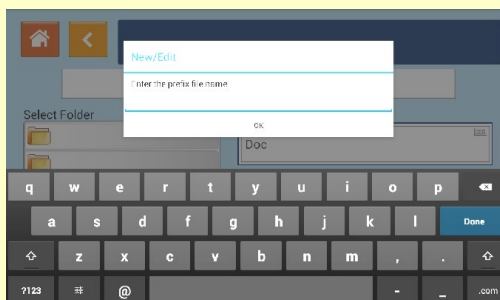 New/Edit
Enter the prefix file name
OK
Select Folder
Doc
q w e r t y u i o p
a s d f g h j k l Done
z x c v b n m , .
?123 @ - _ .com